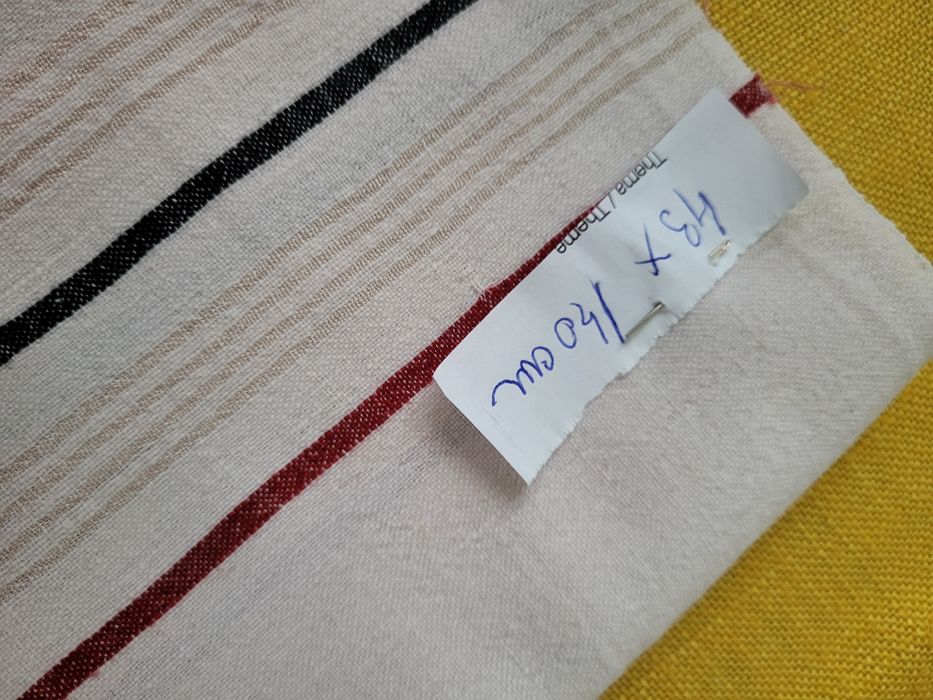 Thema / Theme
43 x 140 cm